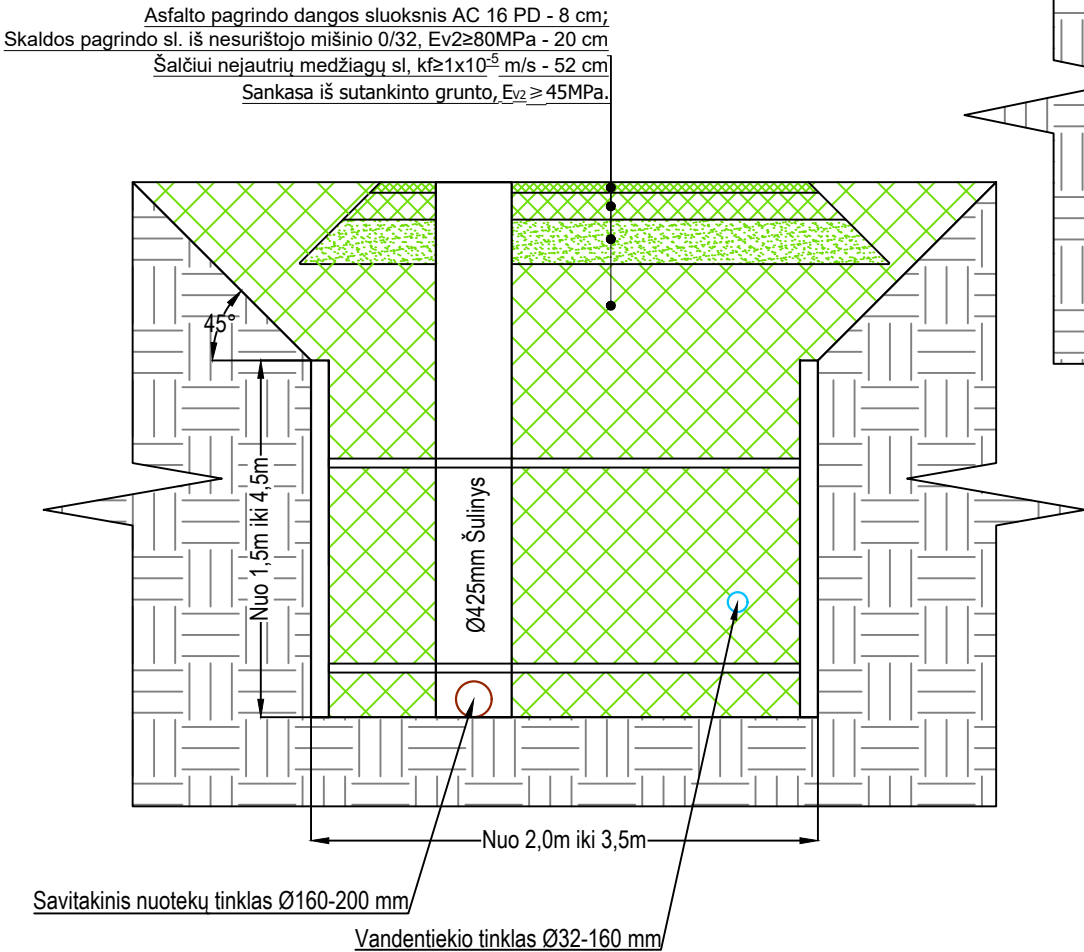 Asfalto pagrindo dangos sluoksnis AC 16 PD - 8 cm;
Skaldos pagrindo sl. iš nesurištojo mišinio 0/32, Ev2≥80MPa - 20 cm
Šalčiui nejautrių medžiagų sl, kf≥1x10⁻⁵ m/s - 52 cm
Sankasa iš sutankinto grunto, Ev2 ≥ 45MPa.
45°
Nuo 1,5m iki 4,5m
Ø425mm Šulinys
Nuo 2,0m iki 3,5m
Savitakinis nuotekų tinklas Ø160-200 mm
Vandentiekio tinklas Ø32-160 mm